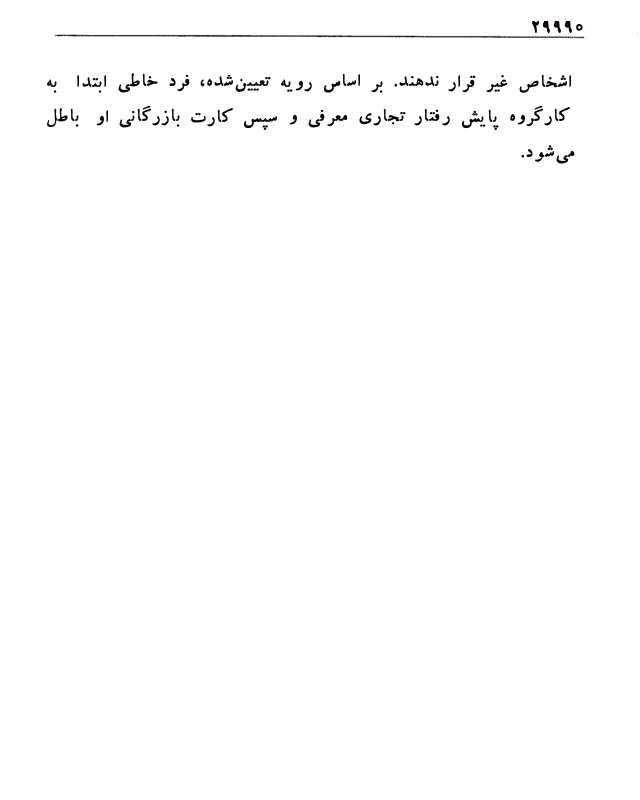 ۲۹۹۹۰
اشخاص غیر قرار ندهند. بر اساس رویه تعیین‌شده، فرد خاطی ابتدا به
کارگروه پایش رفتار تجاری معرفی و سپس کارت بازرگانی او باطل
می‌شود.